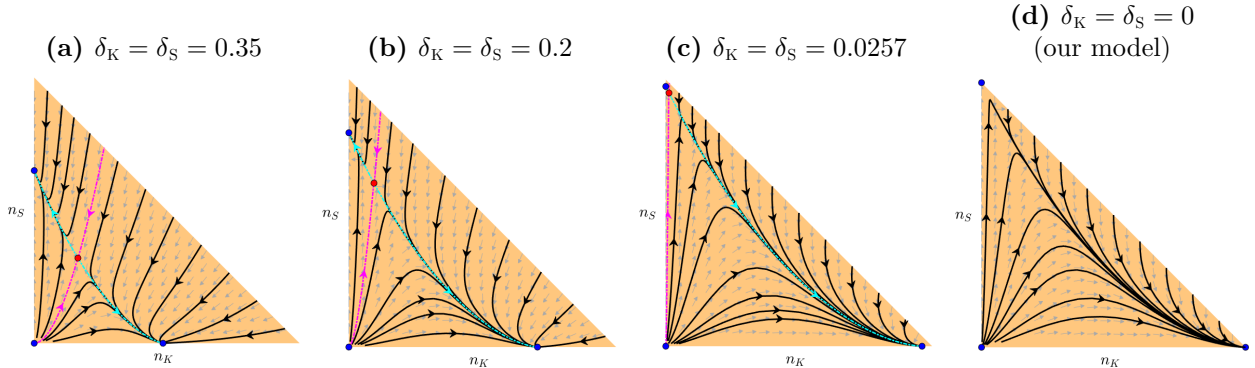 (a) δ_K = δ_S = 0.35
(b) δ_K = δ_S = 0.2
(c) δ_K = δ_S = 0.0257
(d) δ_K = δ_S = 0
(our model)
n_S
n_K
n_S
n_K
n_S
n_K
n_S
n_K